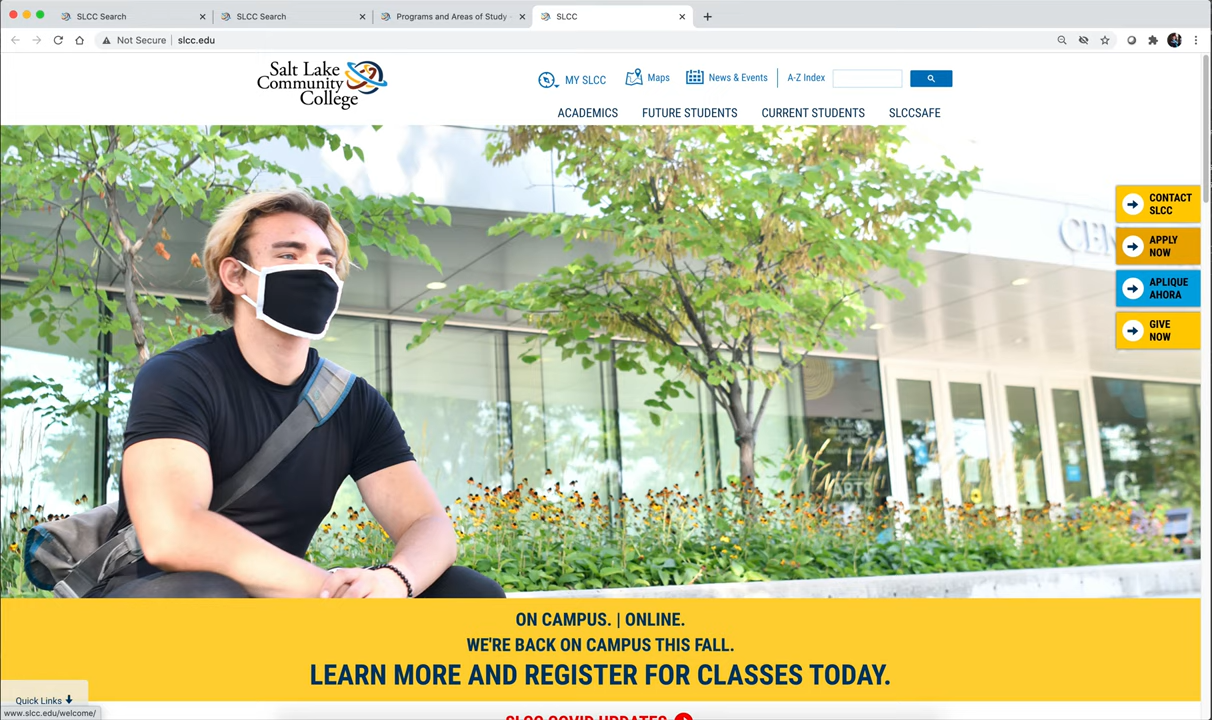 SLCC Search
SLCC Search
Programs and Areas of Study -
SLCC
Not Secure | slcc.edu
Salt Lake
Community
College
MY SLCC
Maps
News & Events
A-Z Index
ACADEMICS
FUTURE STUDENTS
CURRENT STUDENTS
SLCCSAFE
CONTACT
SLCC
APPLY
NOW
APLIQUE
AHORA
GIVE
NOW
CEN
ARTS
ON CAMPUS. | ONLINE.
WE'RE BACK ON CAMPUS THIS FALL.
LEARN MORE AND REGISTER FOR CLASSES TODAY.
Quick Links
www.slcc.edu/welcome/
SLCC COVID UPDATES